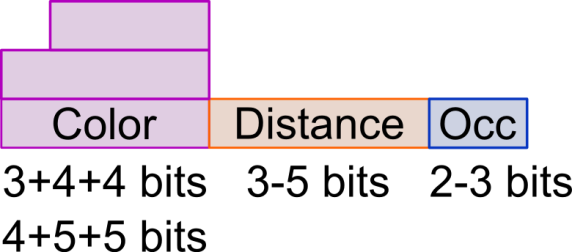 Color Distance Occ
3+4+4 bits 3-5 bits 2-3 bits
4+5+5 bits